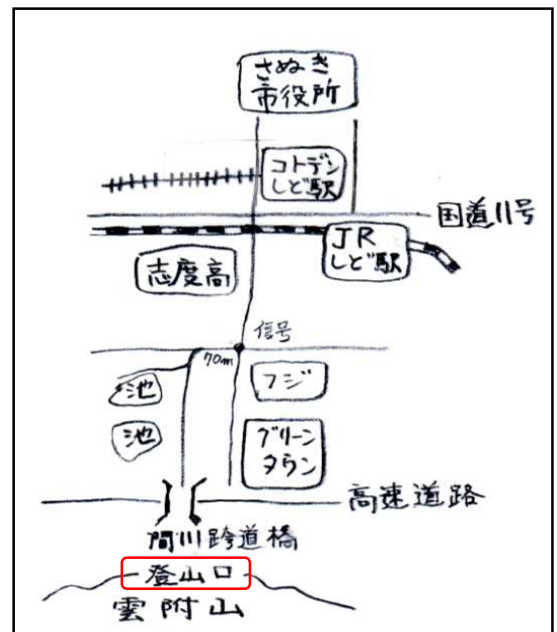 さぬき
市役所
コトデン
しど駅
国道11号
JR
しど駅
志度高
信号
70m
池
フジ
池
グリーン
タウン
高速道路
間川跨道橋
登山口
雲附山